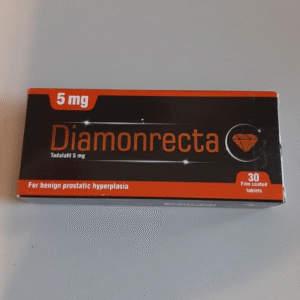 5 mg
Diamonrecta
Tadalafil 5 mg
For benign prostatic hyperplasia
30
Film coated
tablets